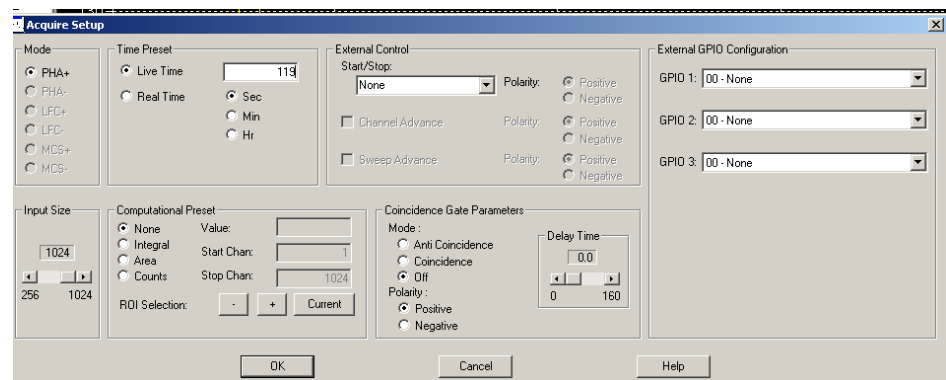 Acquire Setup
Mode
PHA+
PHA-
LFC+
LFC-
MCS+
MCS-
Time Preset
Live Time 119
Real Time
Sec
Min
Hr
External Control
Start/Stop:
None Polarity: Positive
Negative
Channel Advance Polarity: Positive
Negative
Sweep Advance Polarity: Positive
Negative
External GPIO Configuration
GPIO 1: 00 - None
GPIO 2: 00 - None
GPIO 3: 00 - None
Input Size
1024
256 1024
Computational Preset
None Value:
Integral Start Chan: 1
Area
Counts Stop Chan: 1024
ROI Selection: - + Current
Coincidence Gate Parameters
Mode :
Anti Coincidence
Coincidence
Off
Polarity :
Positive
Negative
Delay Time
0.0
0 160
OK Cancel Help